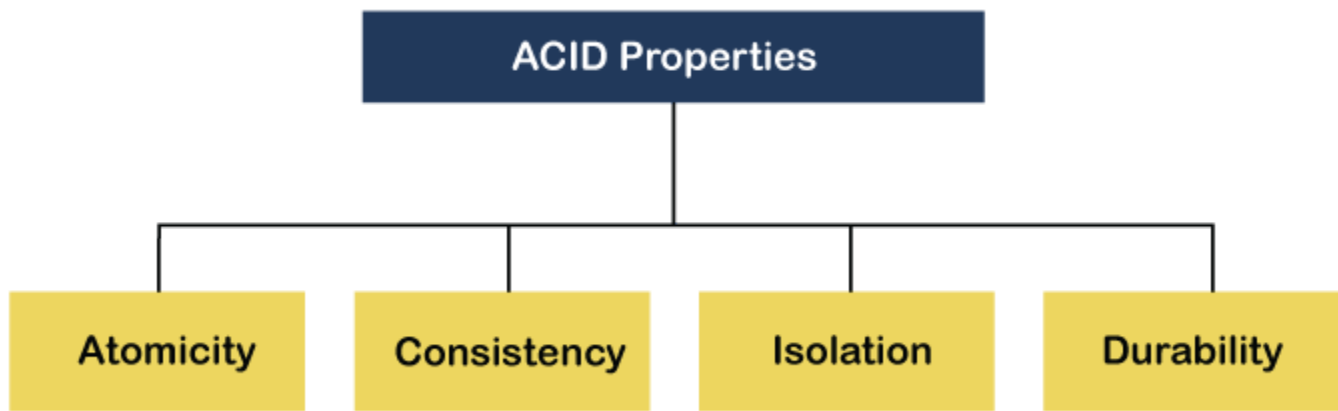 ACID Properties
Atomicity
Consistency
Isolation
Durability